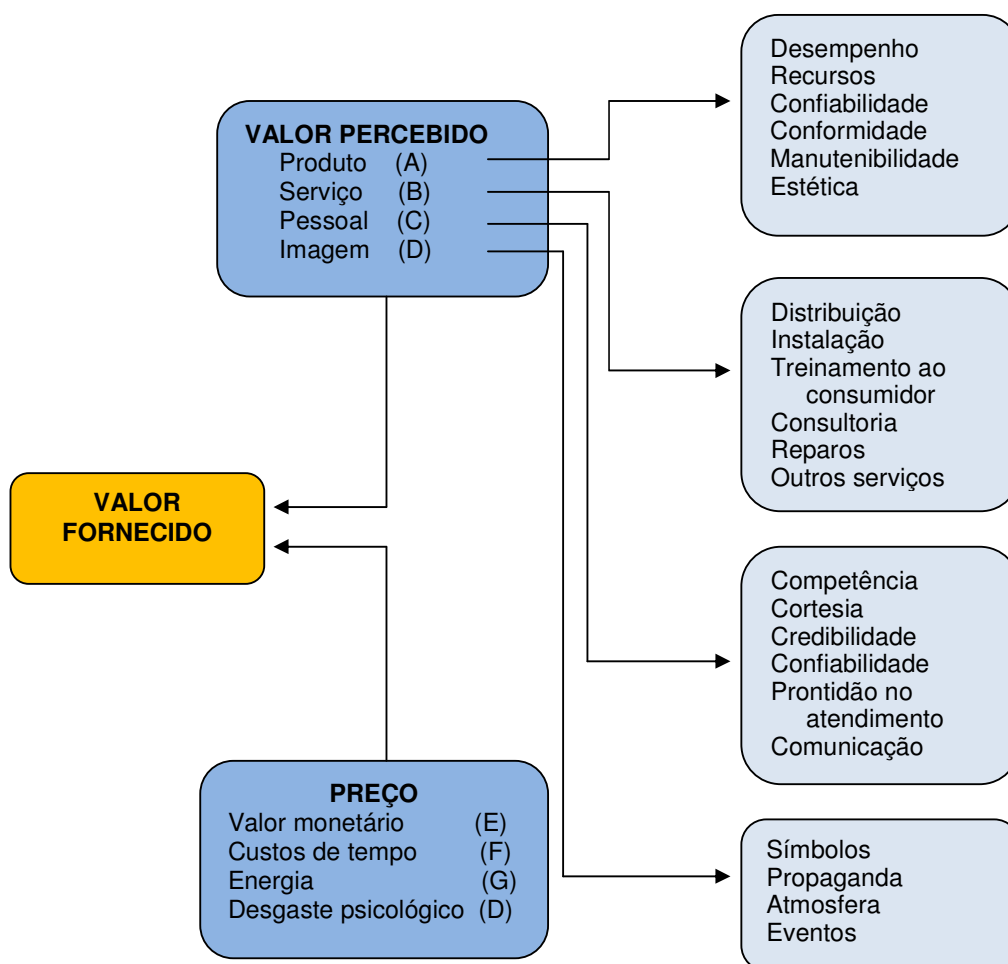 VALOR PERCEBIDO
Produto (A)
Serviço (B)
Pessoal (C)
Imagem (D)
Desempenho
Recursos
Confiabilidade
Conformidade
Manutenibilidade
Estética
Distribuição
Instalação
Treinamento ao
consumidor
Consultoria
Reparos
Outros serviços
VALOR
FORNECIDO
Competência
Cortesia
Credibilidade
Confiabilidade
Prontidão no
atendimento
Comunicação
PREÇO
Valor monetário (E)
Custos de tempo (F)
Energia (G)
Desgaste psicológico (D)
Símbolos
Propaganda
Atmosfera
Eventos